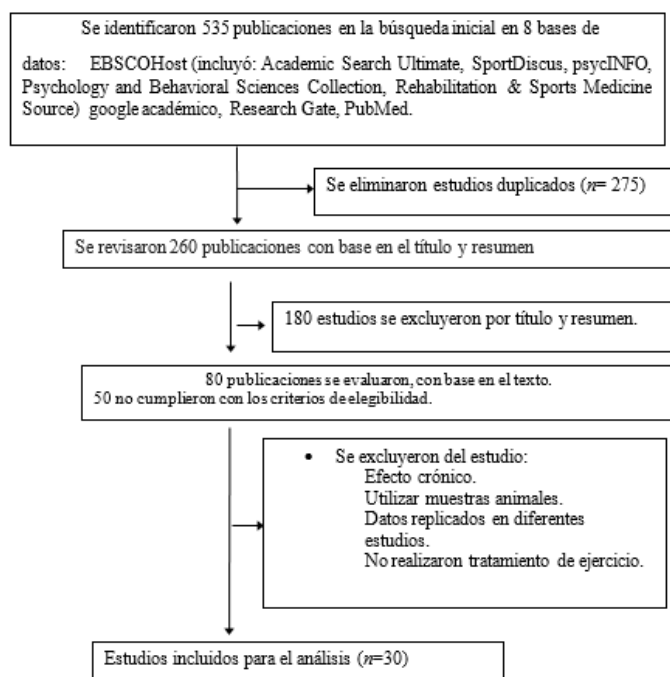 Se identificaron 535 publicaciones en la búsqueda inicial en 8 bases de
datos: EBSCOHost (incluyó: Academic Search Ultimate, SportDiscus, psycINFO,
Psychology and Behavioral Sciences Collection, Rehabilitation & Sports Medicine
Source) google académico, Research Gate, PubMed.
Se eliminaron estudios duplicados (n= 275)
Se revisaron 260 publicaciones con base en el título y resumen
180 estudios se excluyeron por título y resumen.
80 publicaciones se evaluaron, con base en el texto.
50 no cumplieron con los criterios de elegibilidad.
• Se excluyeron del estudio:
Efecto crónico.
Utilizar muestras animales.
Datos replicados en diferentes
estudios.
No realizaron tratamiento de ejercicio.
Estudios incluidos para el análisis (n=30)